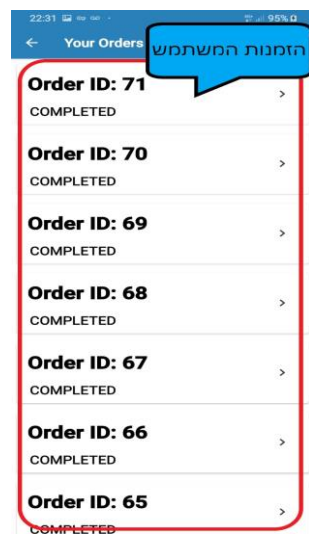 22:31
95%
← Your Orders
הזמנות המשתמש
Order ID: 71
COMPLETED
Order ID: 70
COMPLETED
Order ID: 69
COMPLETED
Order ID: 68
COMPLETED
Order ID: 67
COMPLETED
Order ID: 66
COMPLETED
Order ID: 65
COMPLETED